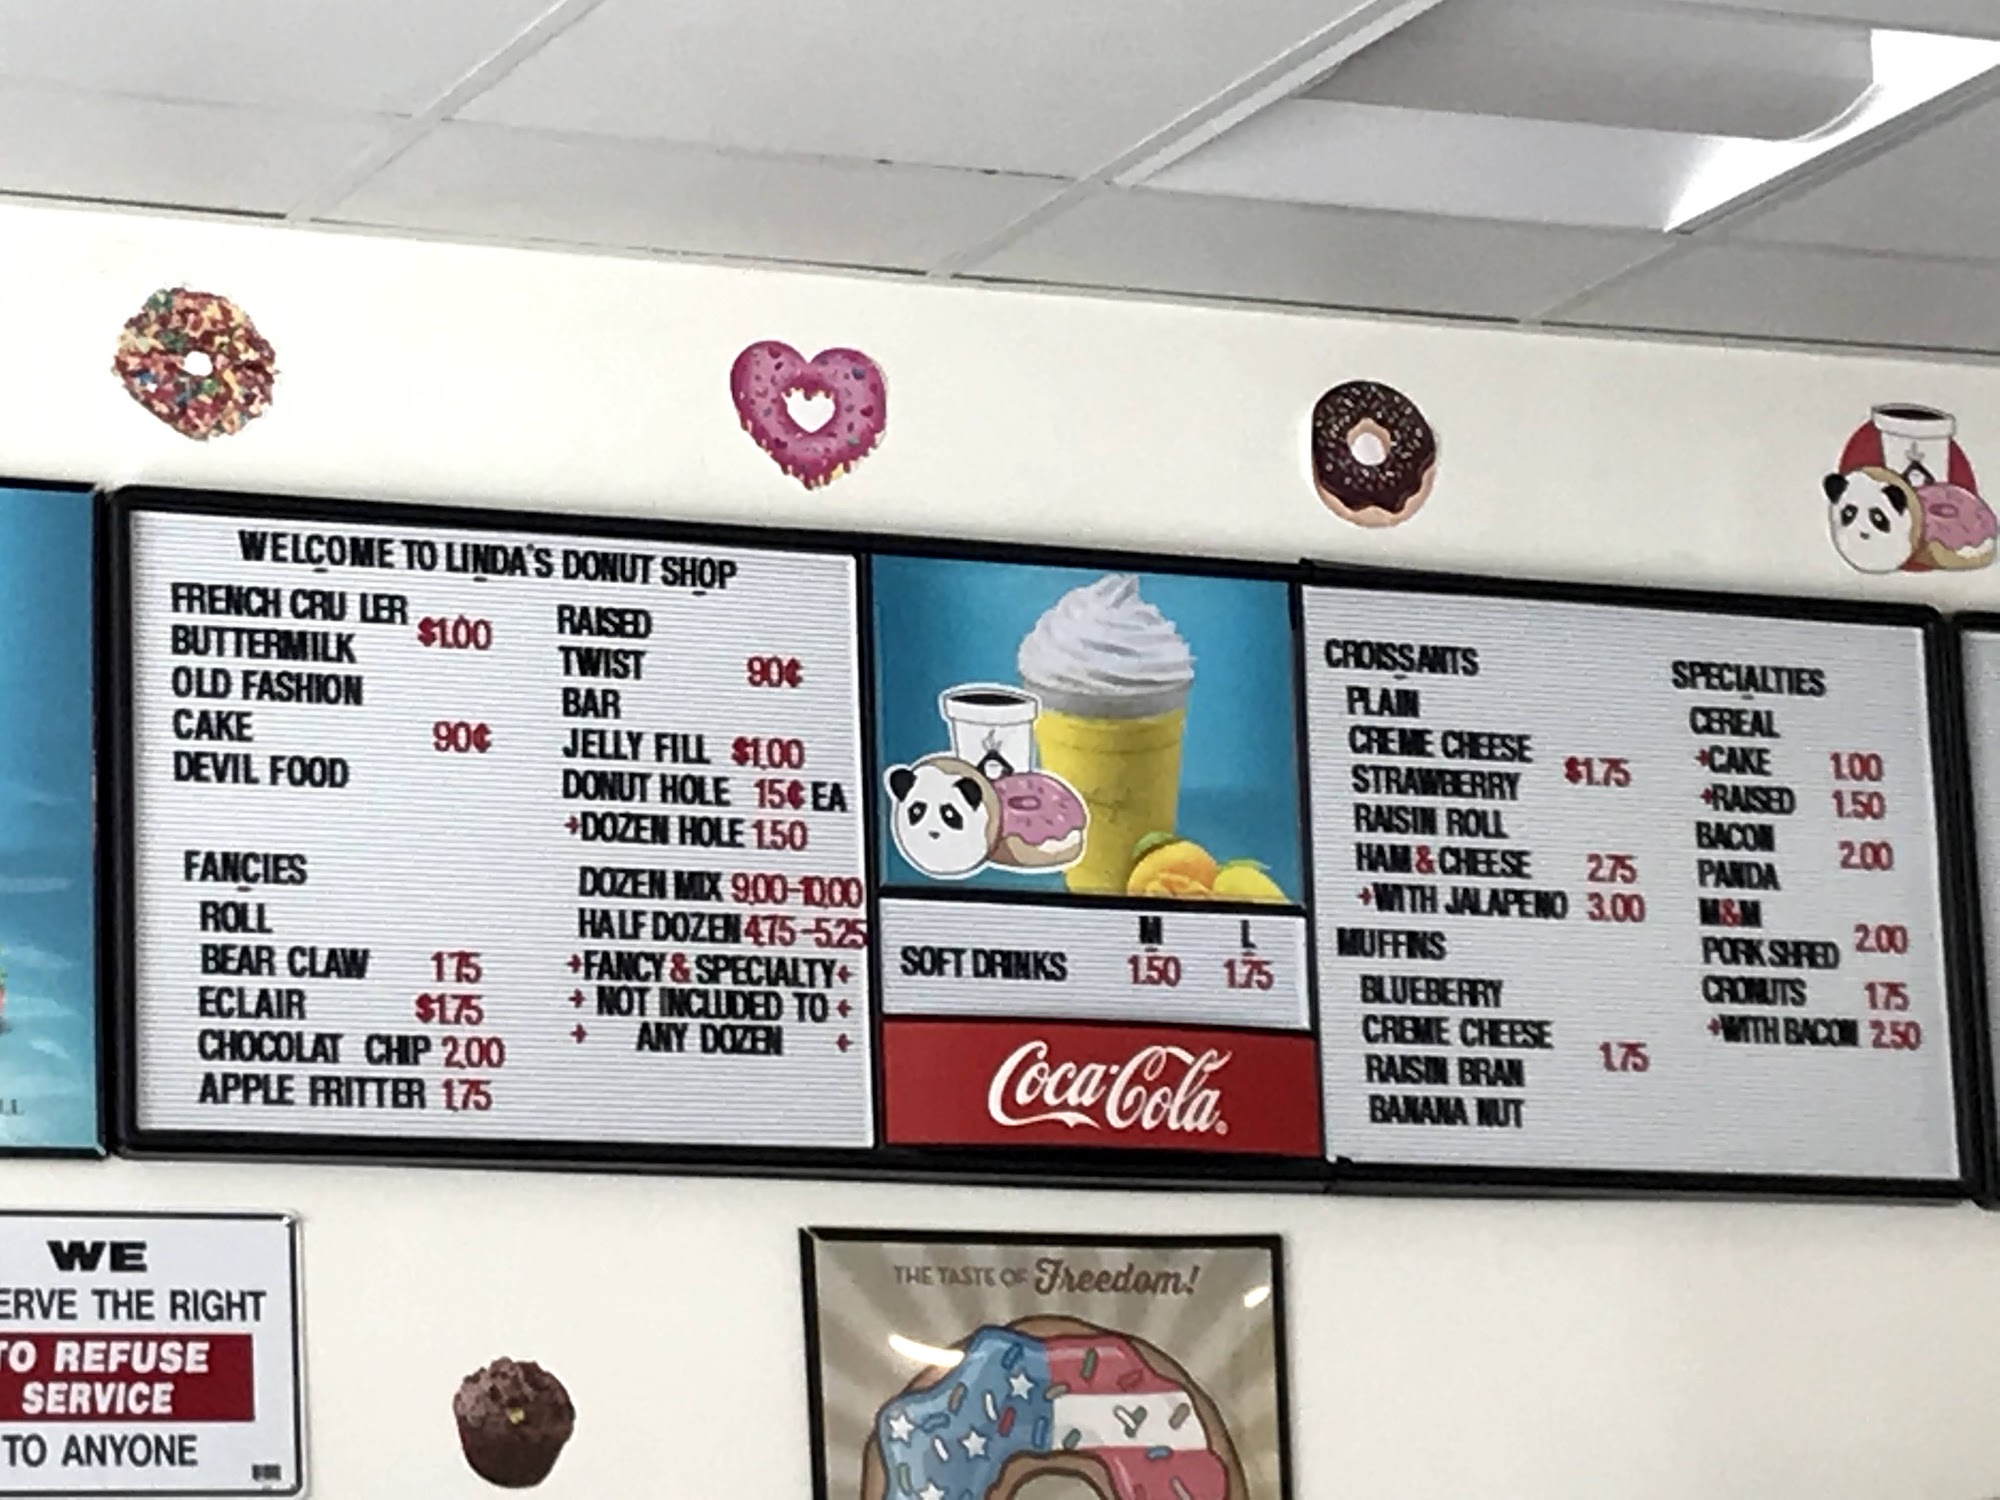 WELCOME TO LINDA'S DONUT SHOP
FRENCH CRU LER
BUTTERMILK $1.00
OLD FASHION
CAKE 90¢
DEVIL FOOD
FANCIES
ROLL
BEAR CLAW 1.75
ECLAIR $1.75
CHOCOLAT CHIP 2.00
APPLE FRITTER 1.75
RAISED
TWIST 90¢
BAR
JELLY FILL $1.00
DONUT HOLE 15¢ EA
+DOZEN HOLE 1.50
DOZEN MIX 9.00-10.00
HALF DOZEN 4.75-5.25
+FANCY & SPECIALTY+
+ NOT INCLUDED TO +
+ ANY DOZEN +
M L
SOFT DRINKS 1.50 1.75
Coca-Cola®
CROISSANTS
PLAIN
CREME CHEESE
STRAWBERRY $1.75
RAISIN ROLL
HAM & CHEESE 2.75
+WITH JALAPENO 3.00
MUFFINS
BLUEBERRY
CREME CHEESE
RAISIN BRAN 1.75
BANANA NUT
SPECIALTIES
CEREAL
+CAKE 1.00
+RAISED 1.50
BACON
PANDA 2.00
M&M
PORK SHRED 2.00
CRONUTS 1.75
+WITH BACON 2.50
WE
ERVE THE RIGHT
TO REFUSE
SERVICE
TO ANYONE
THE TASTE OF Freedom!